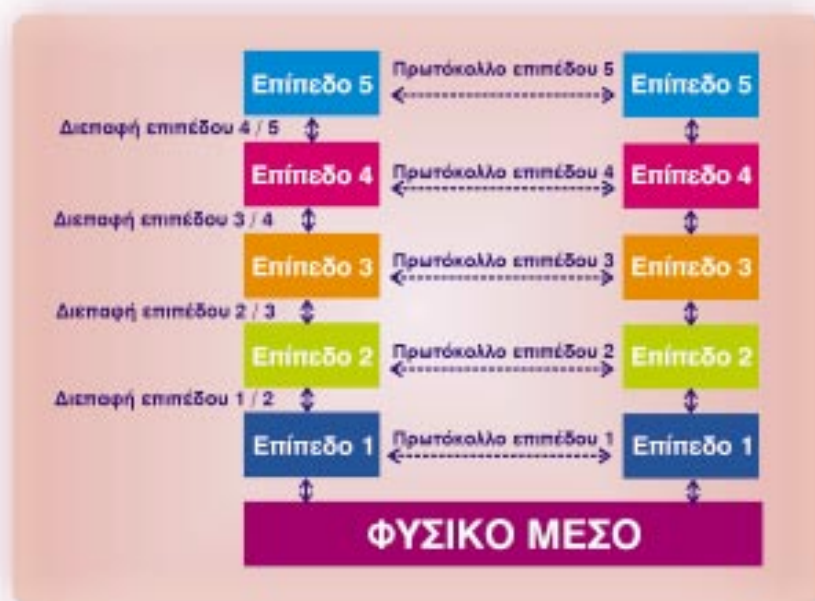 Επίπεδο 5 Πρωτόκολλο επιπέδου 5 Επίπεδο 5
Διεπαφή επιπέδου 4 / 5
Επίπεδο 4 Πρωτόκολλο επιπέδου 4 Επίπεδο 4
Διεπαφή επιπέδου 3 / 4
Επίπεδο 3 Πρωτόκολλο επιπέδου 3 Επίπεδο 3
Διεπαφή επιπέδου 2 / 3
Επίπεδο 2 Πρωτόκολλο επιπέδου 2 Επίπεδο 2
Διεπαφή επιπέδου 1 / 2
Επίπεδο 1 Πρωτόκολλο επιπέδου 1 Επίπεδο 1
ΦΥΣΙΚΟ ΜΕΣΟ